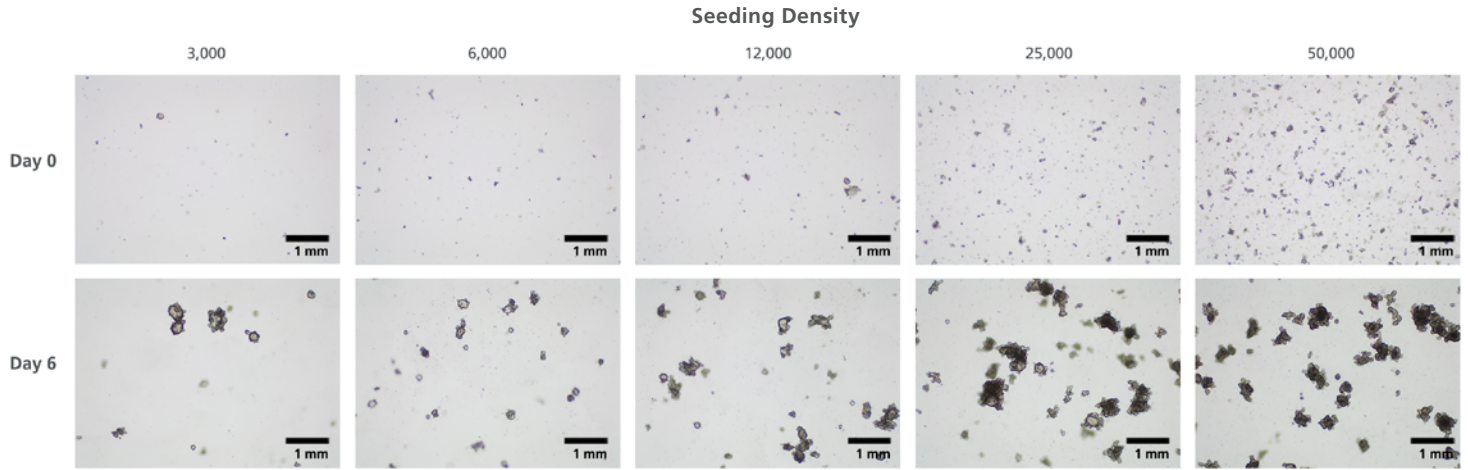 Seeding Density
3,000 6,000 12,000 25,000 50,000
Day 0
1 mm 1 mm 1 mm 1 mm 1 mm
Day 6
1 mm 1 mm 1 mm 1 mm 1 mm